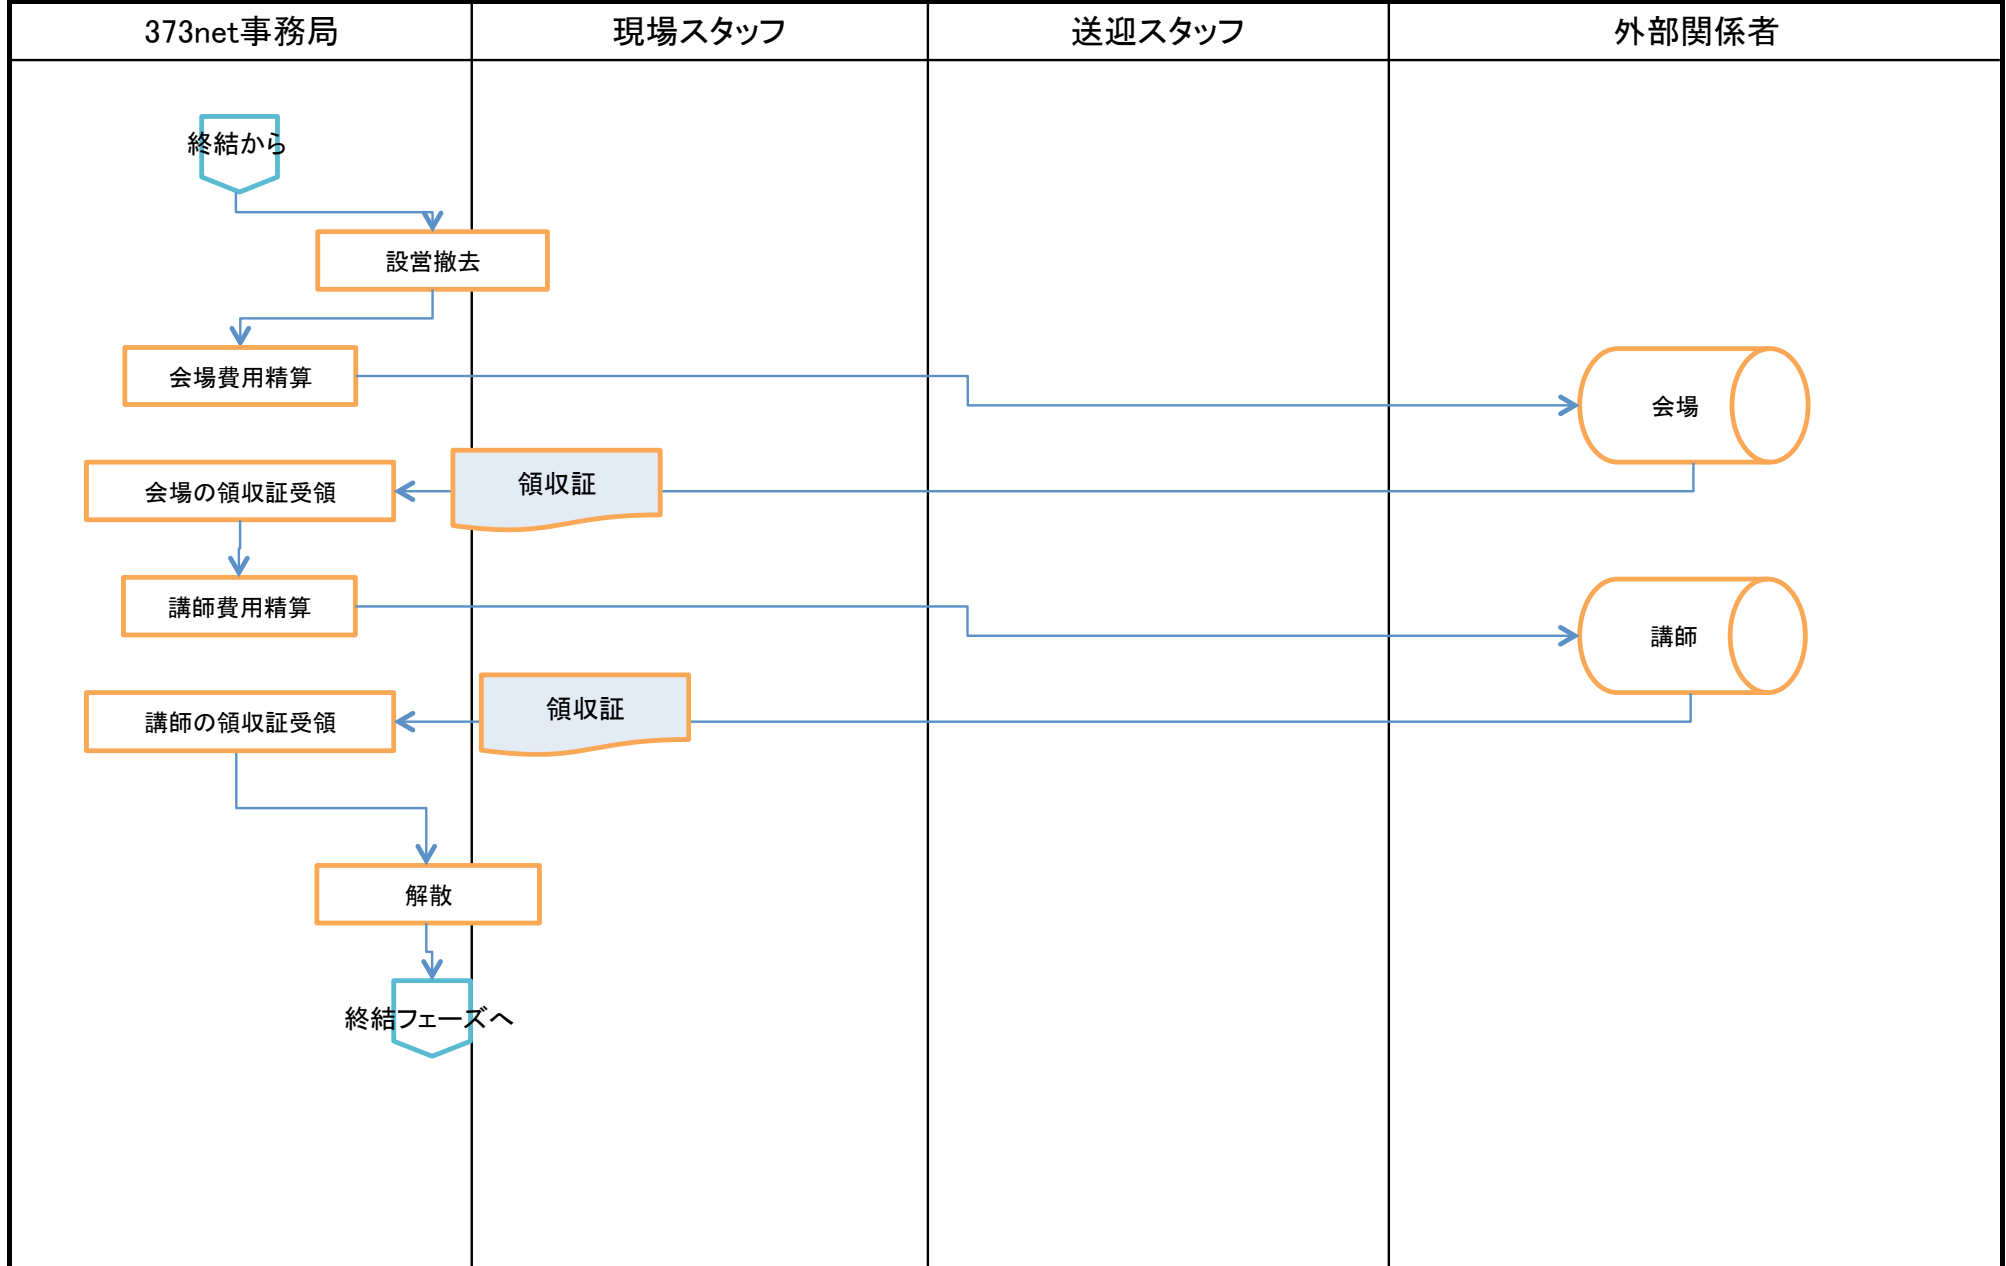 373net事務局
現場スタッフ
送迎スタッフ
外部関係者
終結から
設営撤去
会場費用精算
会場
会場の領収証受領
領収証
講師費用精算
講師
講師の領収証受領
領収証
解散
終結フェーズへ